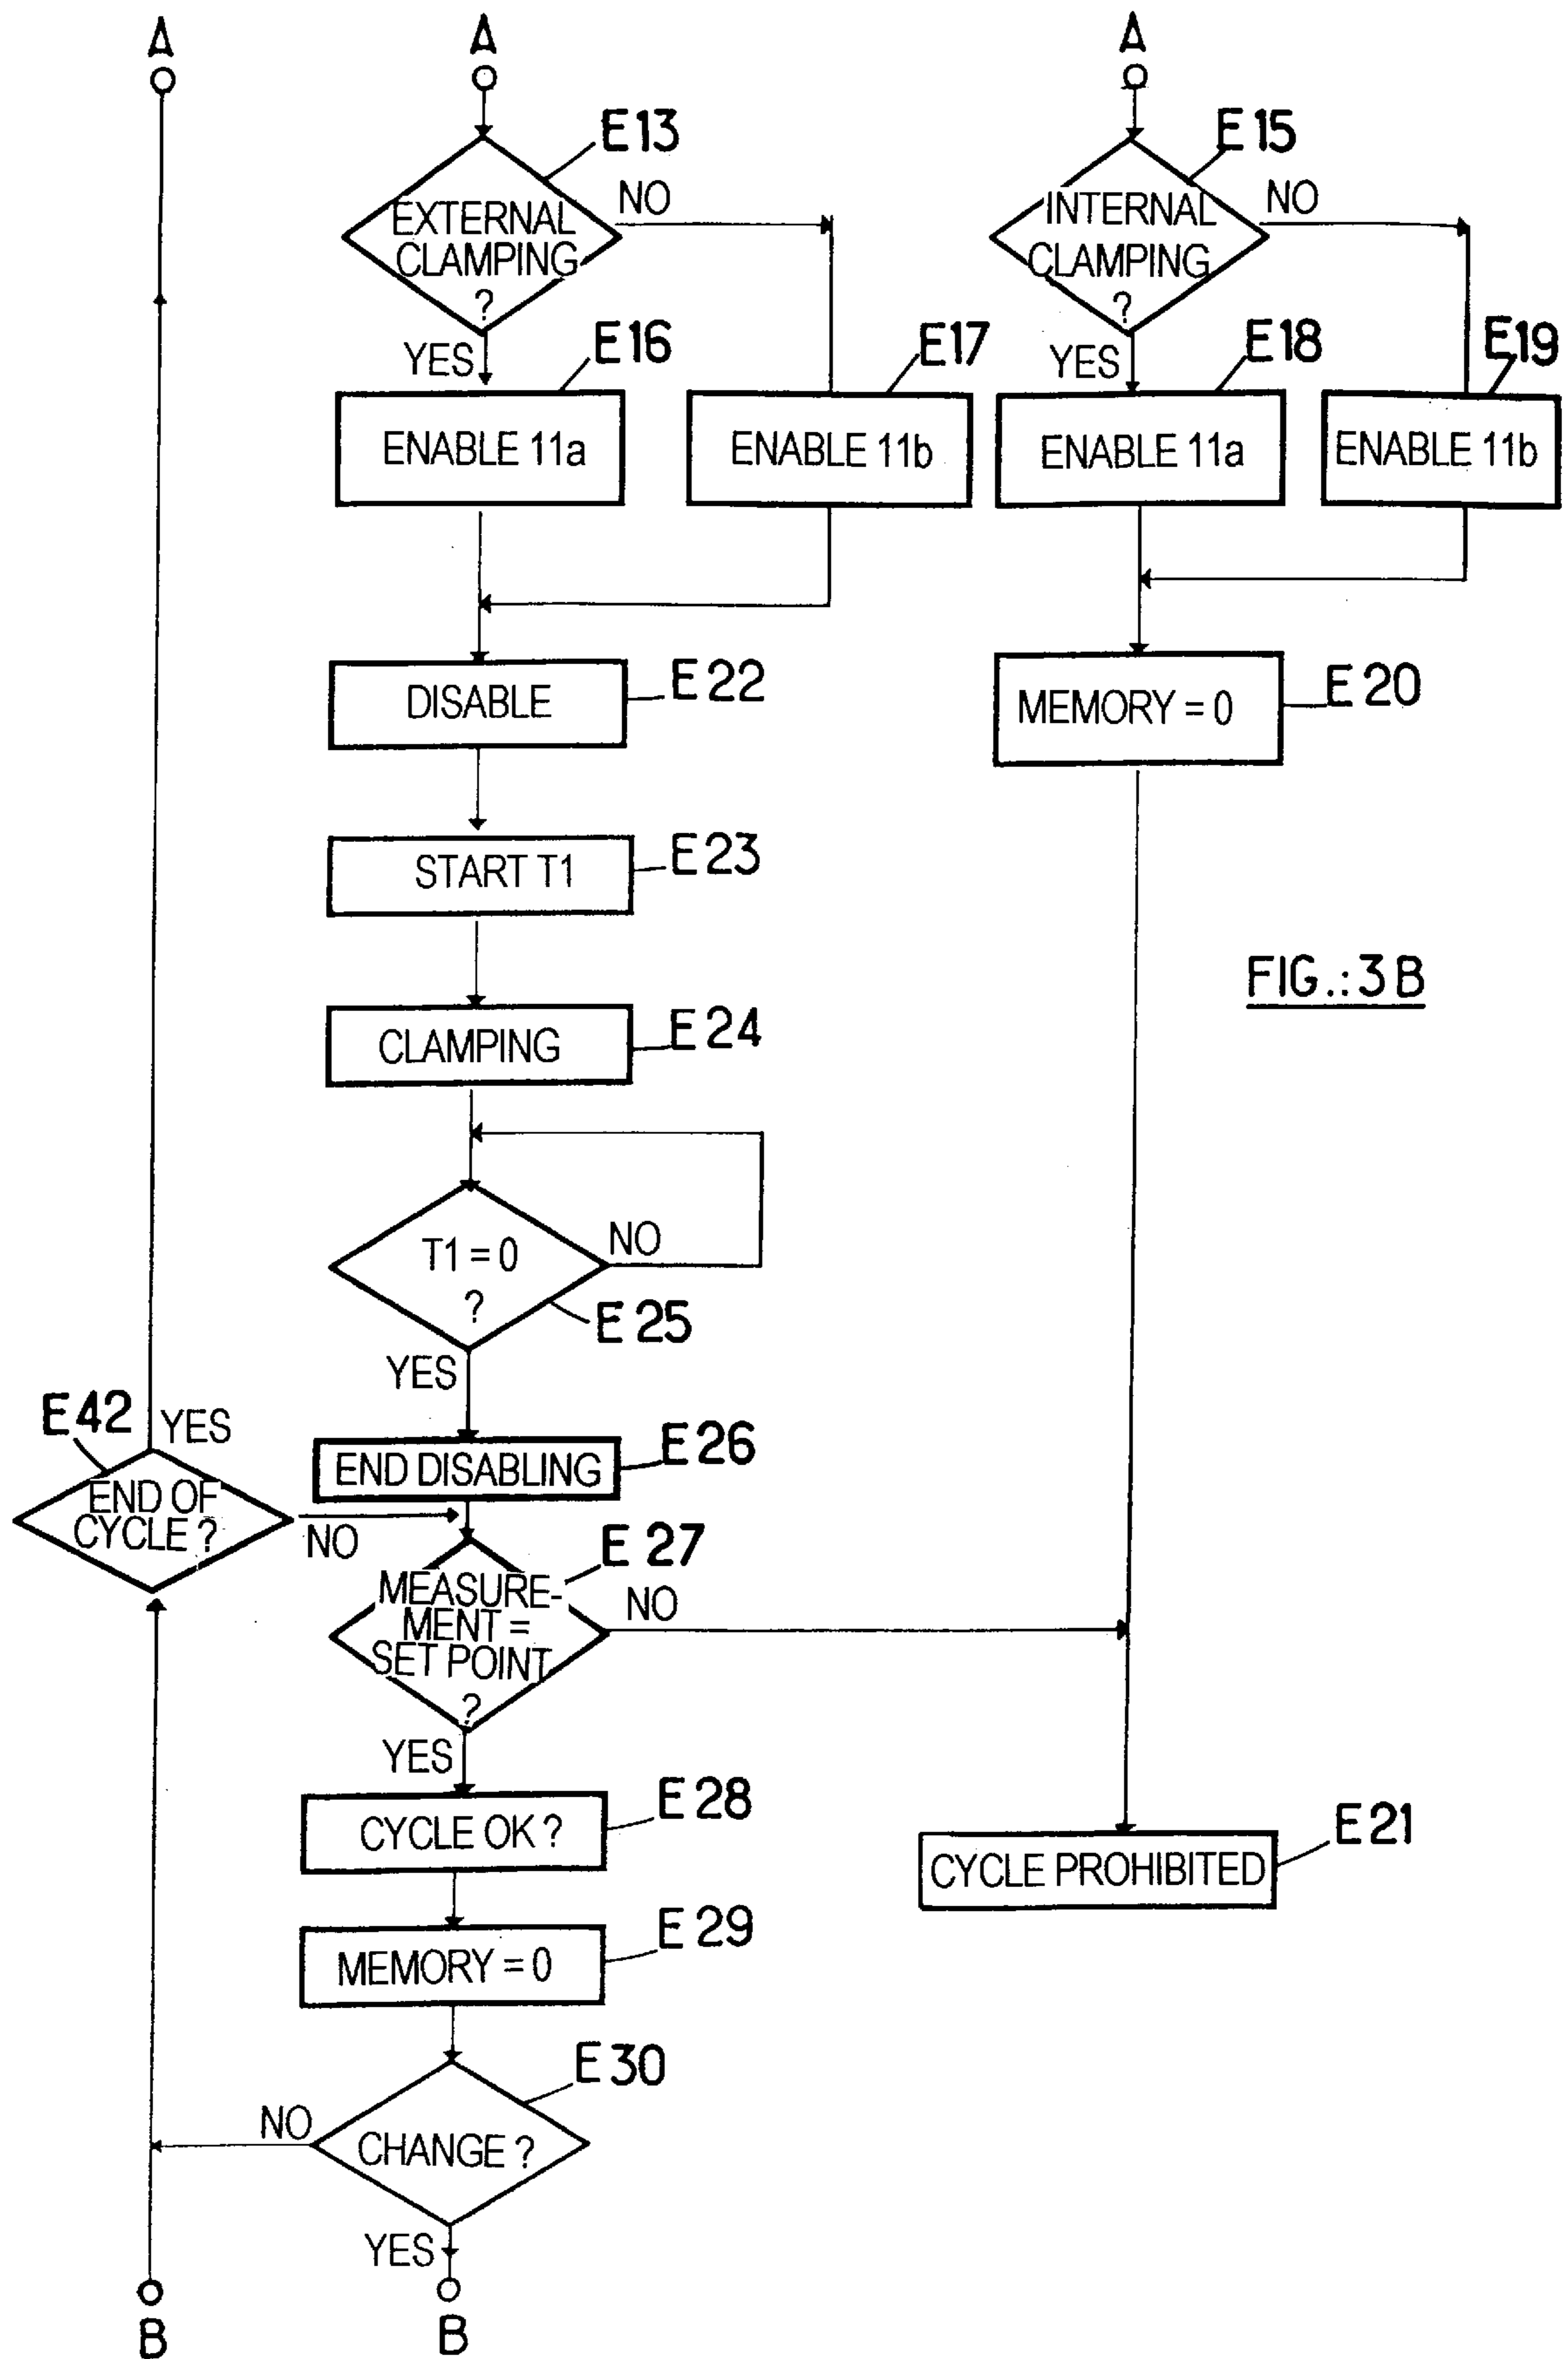 A
A
A
E13
EXTERNAL
CLAMPING
?
NO
YES
E15
INTERNAL
CLAMPING
?
NO
YES
E16
ENABLE 11a
E17
ENABLE 11b
E18
ENABLE 11a
E19
ENABLE 11b
DISABLE
E22
MEMORY = 0
E20
START T1
E23
FIG.:3B
CLAMPING
E24
T1 = 0
?
NO
E25
YES
E42
YES
END OF
CYCLE ?
NO
END DISABLING
E26
E27
MEASURE-
MENT =
SET POINT
?
NO
YES
CYCLE OK ?
E28
CYCLE PROHIBITED
E21
MEMORY = 0
E29
E30
CHANGE ?
NO
YES
B
B